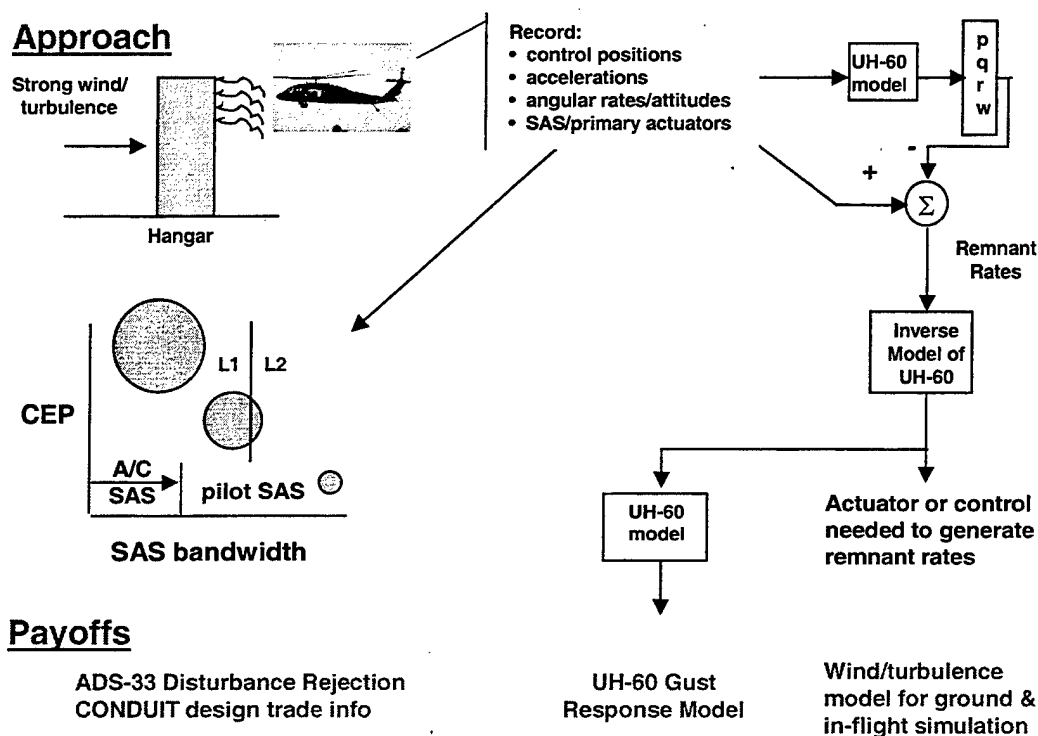 Approach
Strong wind/
turbulence
Hangar
Record:
• control positions
• accelerations
• angular rates/attitudes
• SAS/primary actuators
UH-60
model
p
q
r
w
-
+
Σ
Remnant
Rates
Inverse
Model of
UH-60
L1 L2
CEP
A/C
SAS
pilot SAS
SAS bandwidth
UH-60
model
Actuator or control
needed to generate
remnant rates
Payoffs
ADS-33 Disturbance Rejection
CONDUIT design trade info
UH-60 Gust
Response Model
Wind/turbulence
model for ground &
in-flight simulation